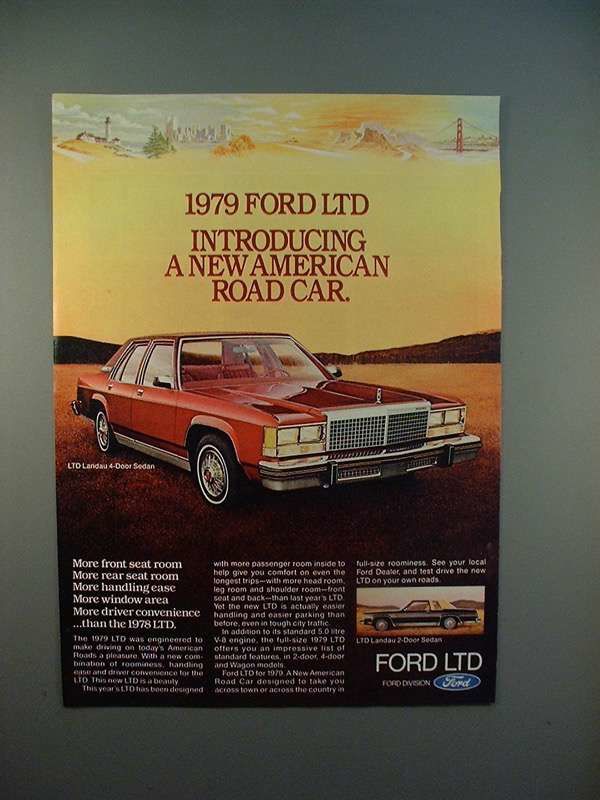 1979 FORD LTD
INTRODUCING
A NEW AMERICAN
ROAD CAR.
LTD Landau 4-Door Sedan
More front seat room
More rear seat room
More handling ease
More window area
More driver convenience
...than the 1978 LTD.
The 1979 LTD was engineered to
make driving on today's American
Roads a pleasure. With a new com-
bination of roominess, handling
ease and driver convenience for the
LTD. This new LTD is a beauty.
This year's LTD has been designed
with more passenger room inside to
help give you comfort on even the
longest trips—with more head room,
leg room and shoulder room—front
seat and back—than last year's LTD.
Yet the new LTD is actually easier
handling and easier parking than
before, even in tough city traffic.
In addition to its standard 5.0 litre
V-8 engine, the full-size 1979 LTD
offers you an impressive list of
standard features, in 2-door, 4-door
and Wagon models.
Ford LTD for 1979. A New American
Road Car designed to take you
across town or across the country in
full-size roominess. See your local
Ford Dealer, and test drive the new
LTD on your own roads.
LTD Landau 2-Door Sedan
FORD LTD
FORD DIVISION Ford